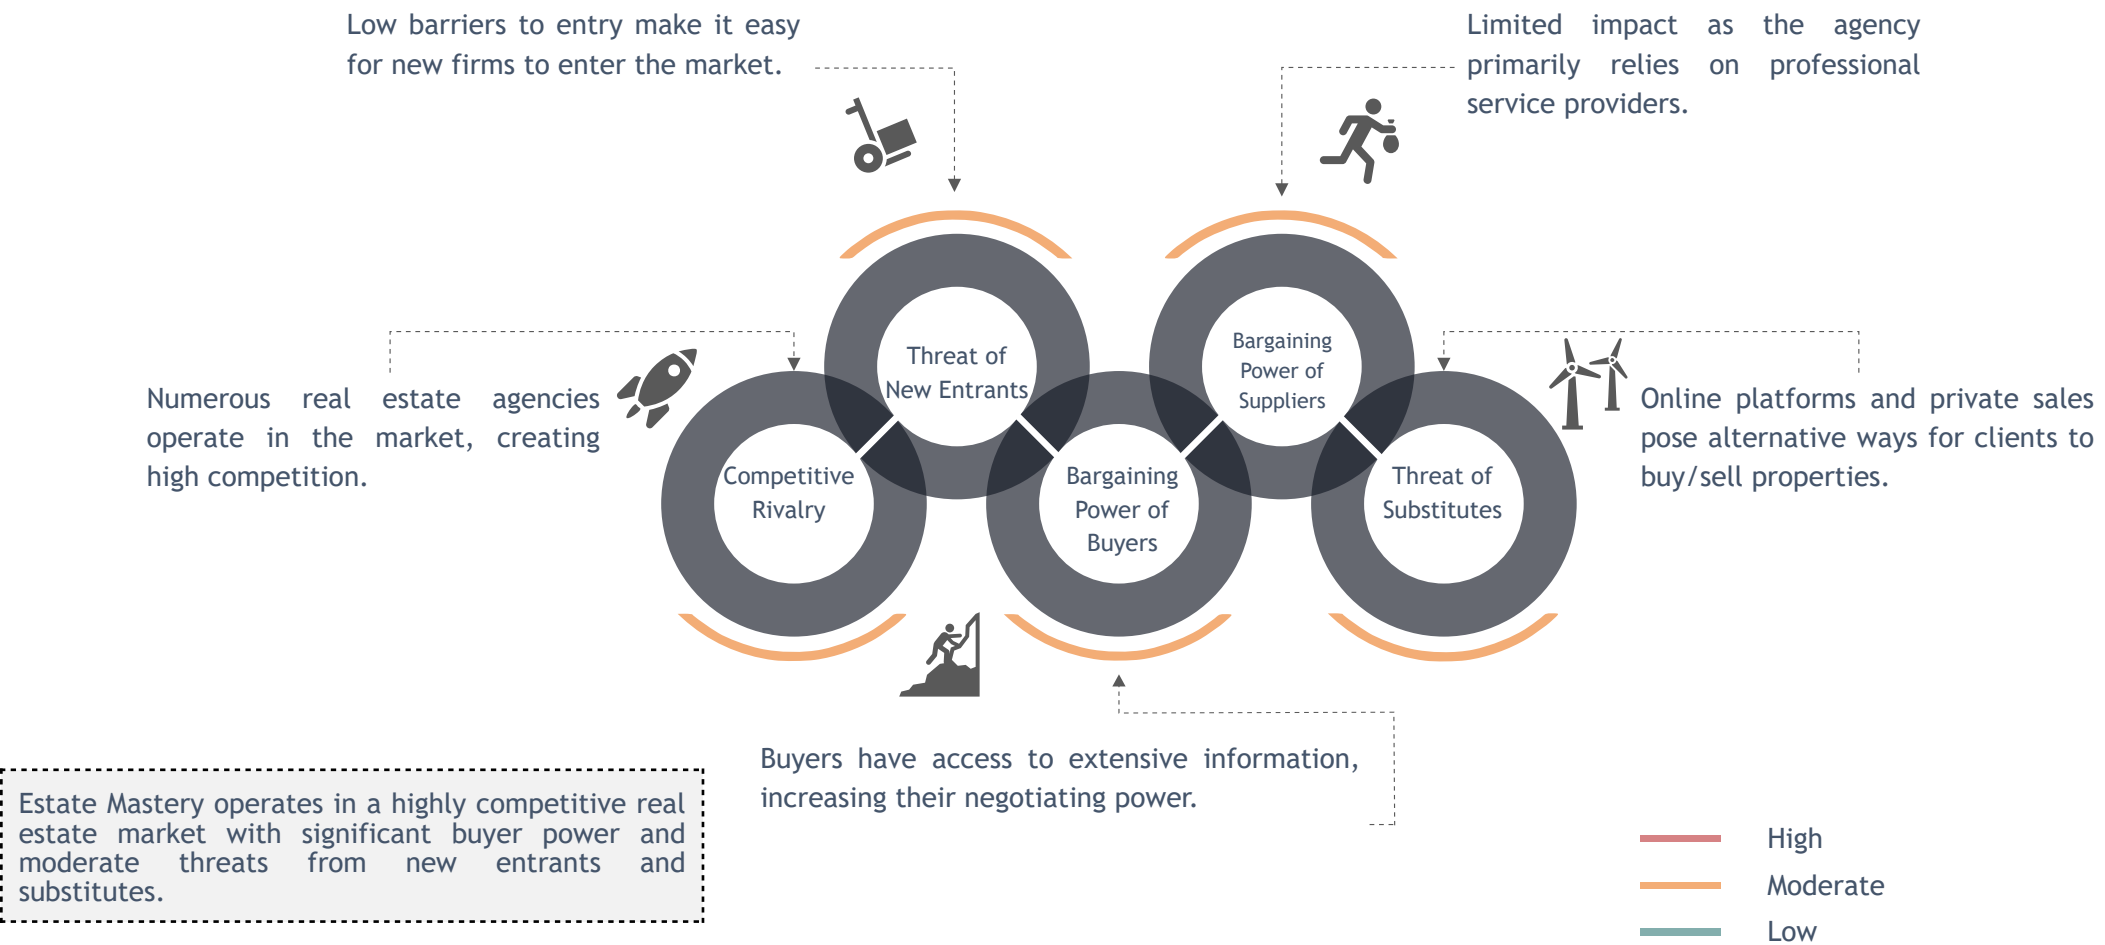 Low barriers to entry make it easy
for new firms to enter the market.
Limited impact as the agency
primarily relies on professional
service providers.
Numerous real estate agencies
operate in the market, creating
high competition.
Threat of
New Entrants
Bargaining
Power of
Suppliers
Online platforms and private sales
pose alternative ways for clients to
buy/sell properties.
Competitive
Rivalry
Bargaining
Power of
Buyers
Threat of
Substitutes
Buyers have access to extensive information,
increasing their negotiating power.
Estate Mastery operates in a highly competitive real
estate market with significant buyer power and
moderate threats from new entrants and
substitutes.
High
Moderate
Low